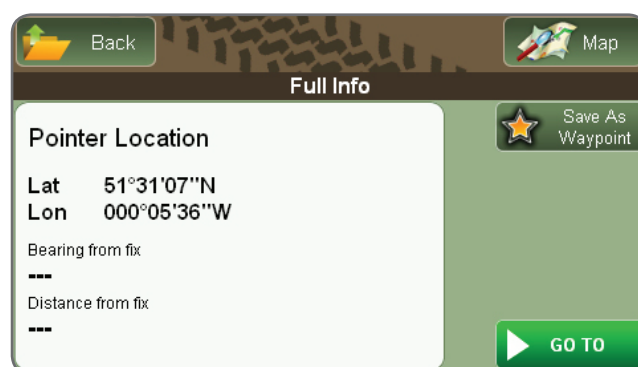 Back
Map
Full Info
Pointer Location
Save As
Waypoint
Lat 51°31'07"N
Lon 000°05'36"W
Bearing from fix
---
Distance from fix
---
GO TO